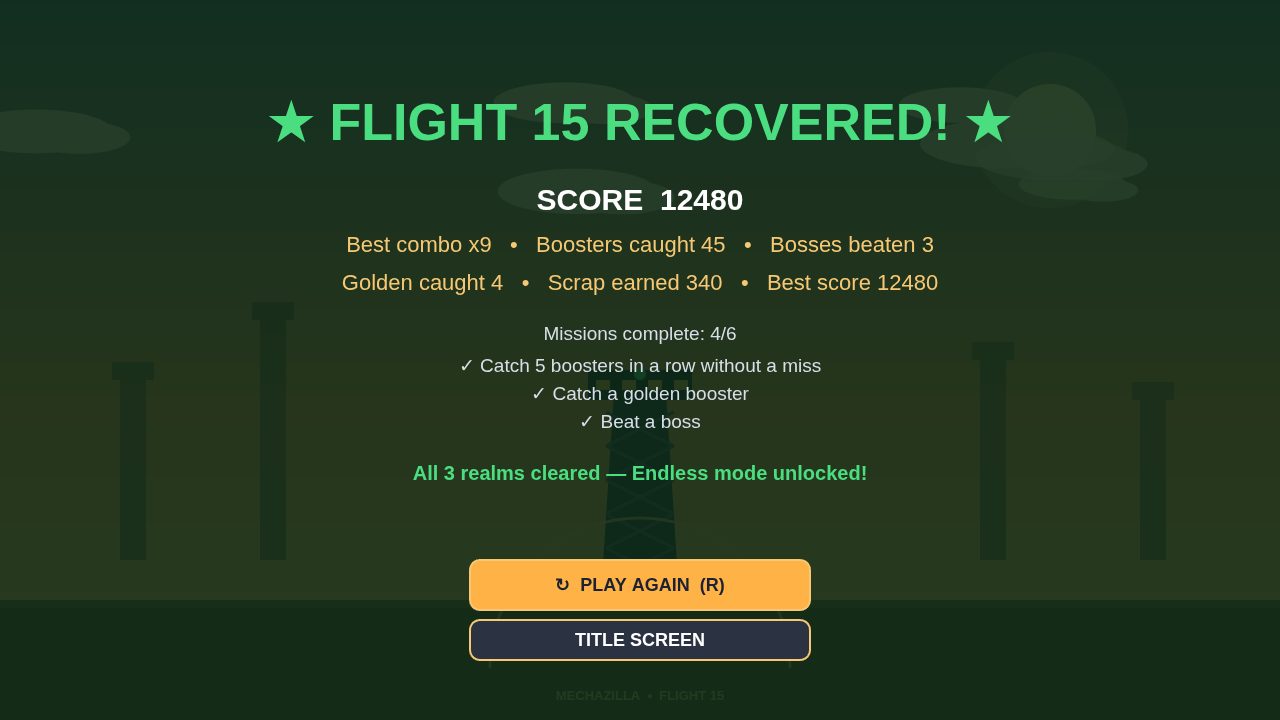 ★ FLIGHT 15 RECOVERED! ★
SCORE 12480
Best combo x9 • Boosters caught 45 • Bosses beaten 3
Golden caught 4 • Scrap earned 340 • Best score 12480
Missions complete: 4/6
✓ Catch 5 boosters in a row without a miss
✓ Catch a golden booster
✓ Beat a boss
All 3 realms cleared — Endless mode unlocked!
↻ PLAY AGAIN (R)
TITLE SCREEN
MECHAZILLA • FLIGHT 15